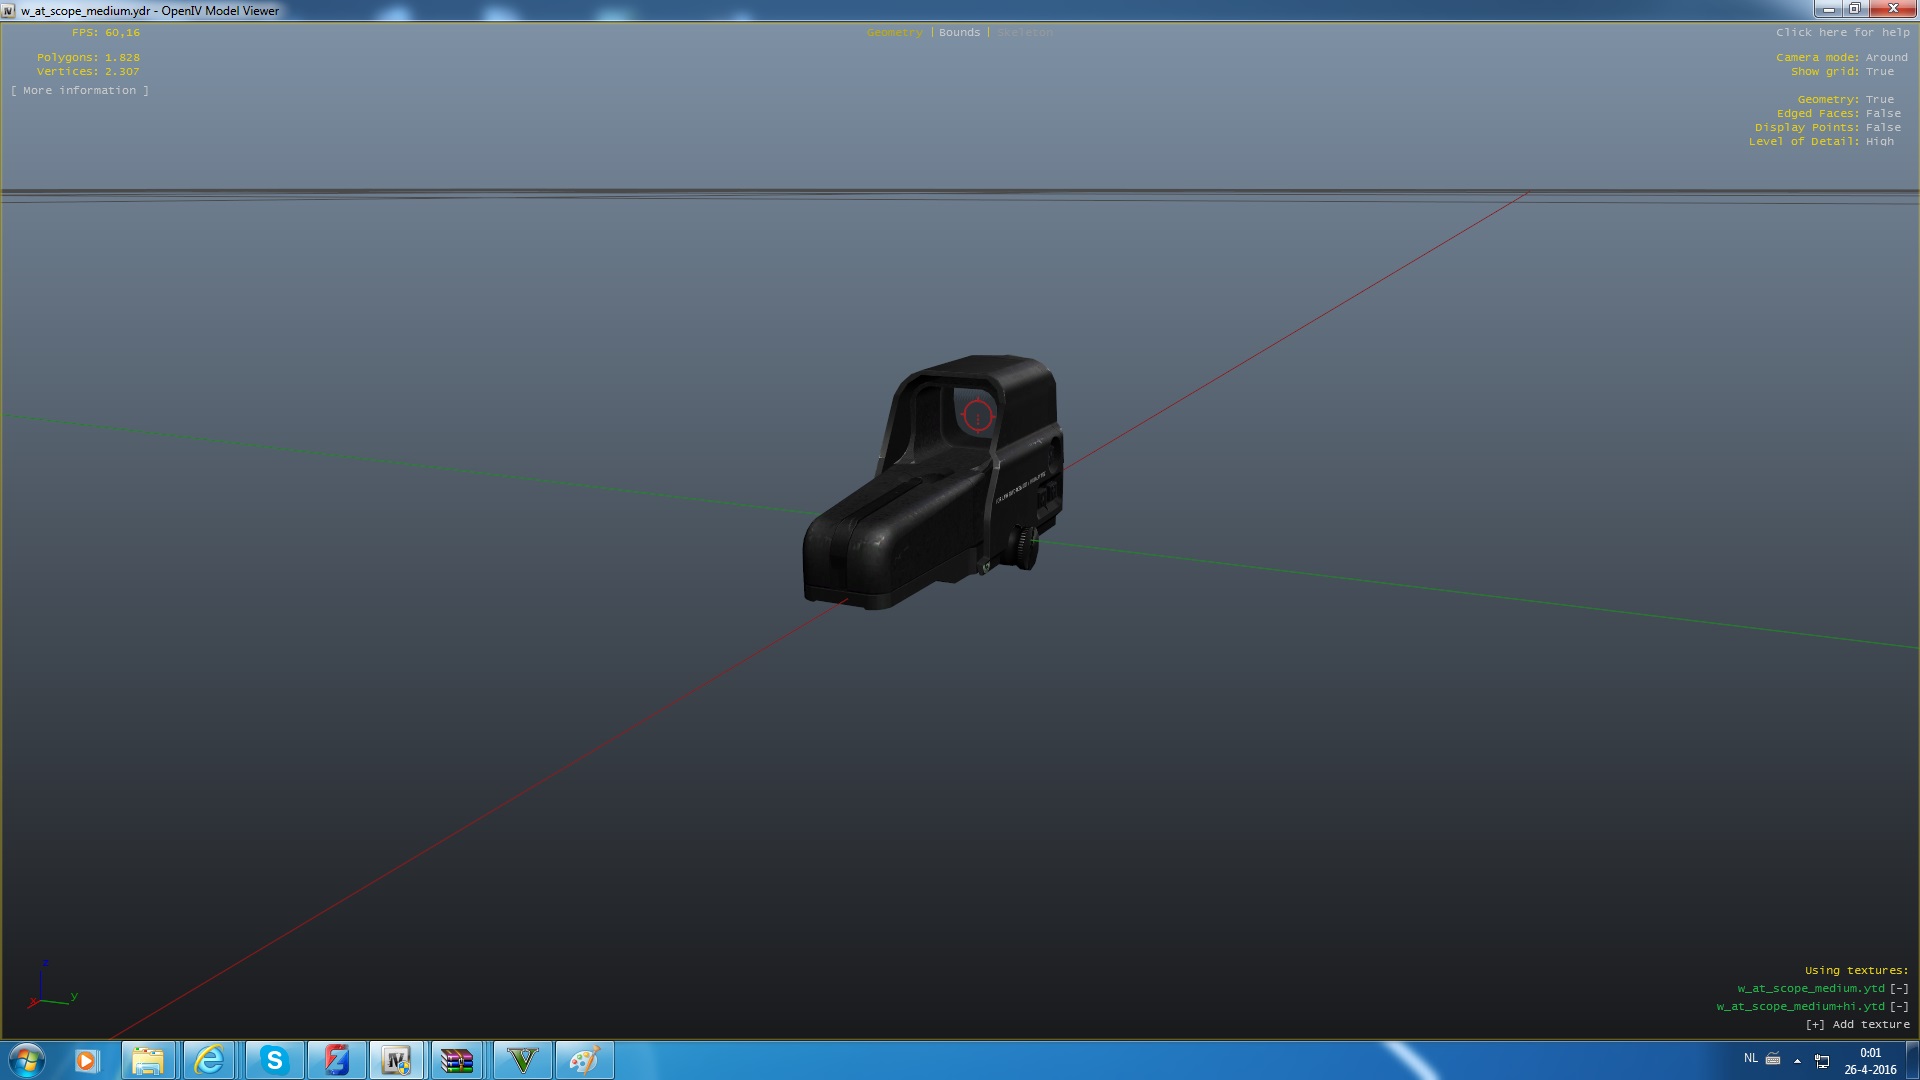 w_at_scope_medium.ydr - OpenIV Model Viewer
FPS: 60,16
Polygons: 1.828
Vertices: 2.307
[ More information ]
Geometry | Bounds | Skeleton
Click here for help
Camera mode: Around
Show grid: True
Geometry: True
Edged Faces: False
Display Points: False
Level of Detail: High
z
x
y
Using textures:
w_at_scope_medium.ytd [-]
w_at_scope_medium+hi.ytd [-]
[+] Add texture
NL
0:01
26-4-2016